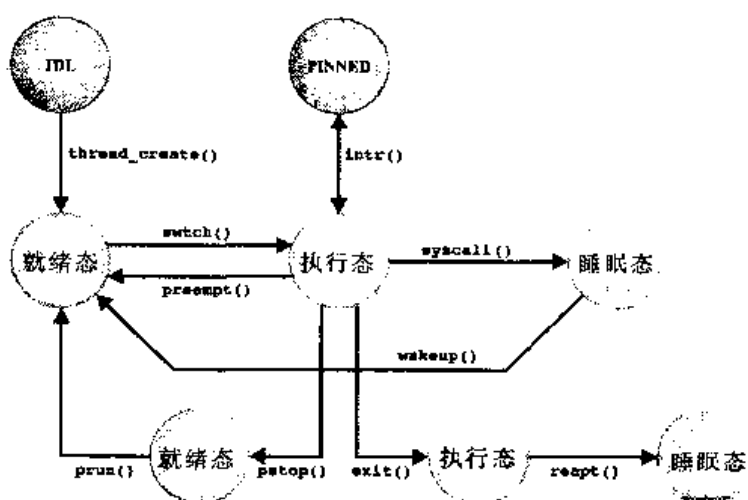 IDL
PINNED
thread_create()
intr()
swtch()
就绪态
执行态
syscall()
睡眠态
preempt()
wakeup()
就绪态
执行态
睡眠态
prun()
pstop()
exit()
reapt()